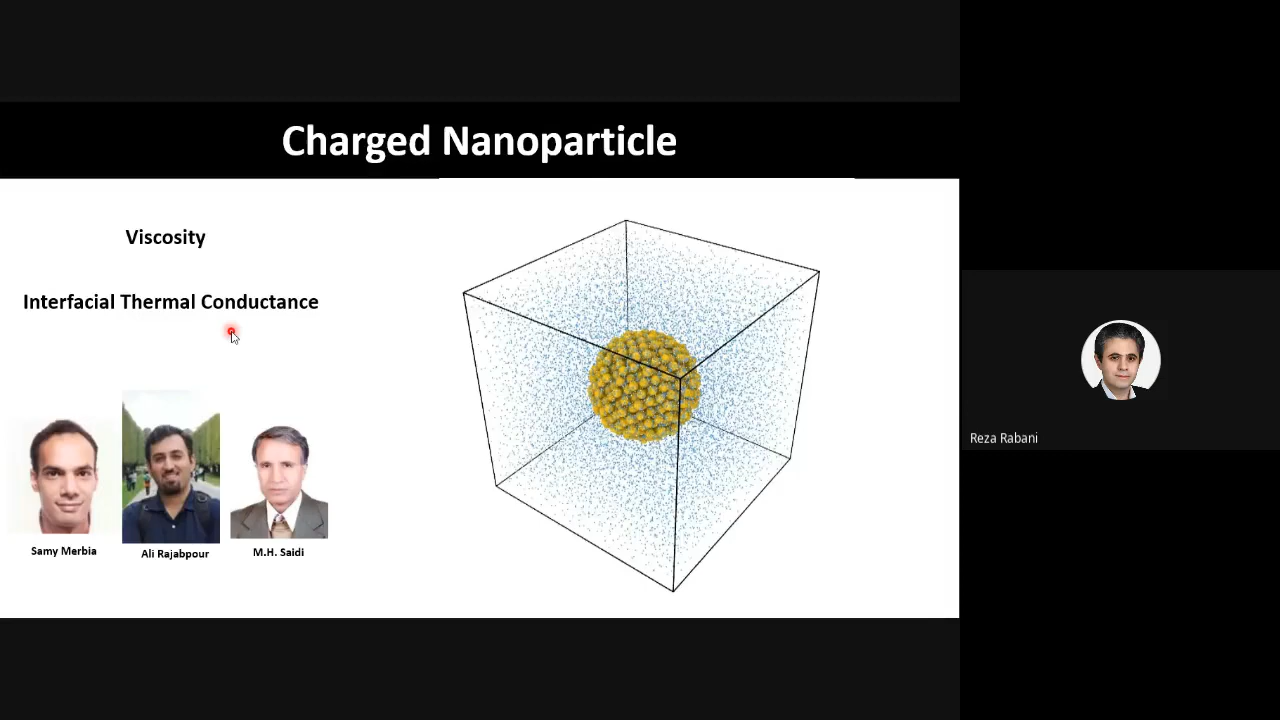 Charged Nanoparticle
Viscosity
Interfacial Thermal Conductance
Samy Merbia
Ali Rajabpour
M.H. Saidi
Reza Rabani